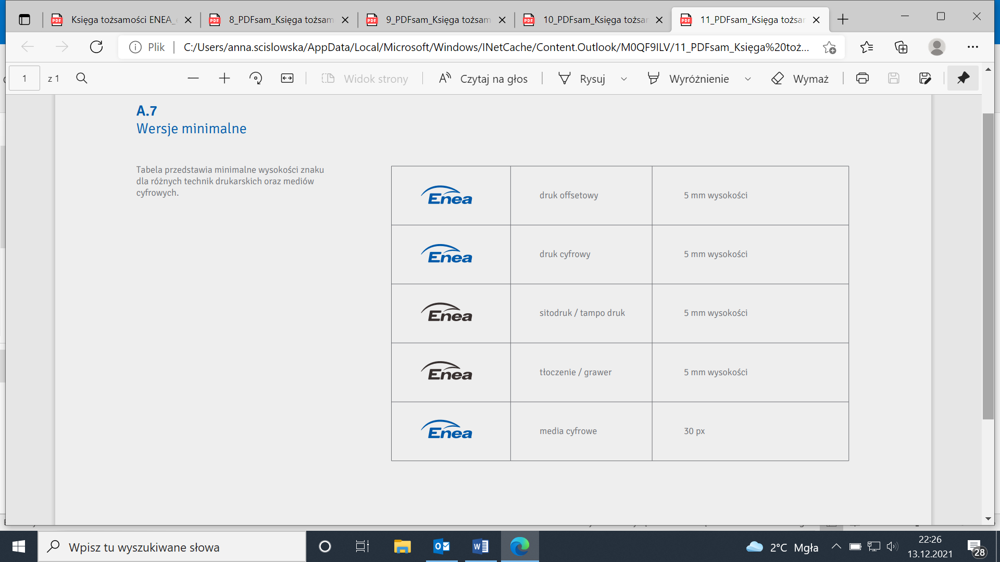 Księga tożsamości ENEA_
8_PDFsam_Księga tożsam
9_PDFsam_Księga tożsam
10_PDFsam_Księga tożsa
11_PDFsam_Księga tożsa
Plik
C:/Users/anna.scislowska/AppData/Local/Microsoft/Windows/INetCache/Content.Outlook/M0QF9ILV/11_PDFsam_Księga%20toż...
1
z 1
Widok strony
Czytaj na głos
Rysuj
Wyróżnienie
Wymaż
A.7
Wersje minimalne
Tabela przedstawia minimalne wysokości znaku
dla różnych technik drukarskich oraz mediów
cyfrowych.
Enea druk offsetowy 5 mm wysokości
Enea druk cyfrowy 5 mm wysokości
Enea sitodruk / tampo druk 5 mm wysokości
Enea tłoczenie / grawer 5 mm wysokości
Enea media cyfrowe 30 px
Wpisz tu wyszukiwane słowa
2°C Mgła
22:26
13.12.2021
28